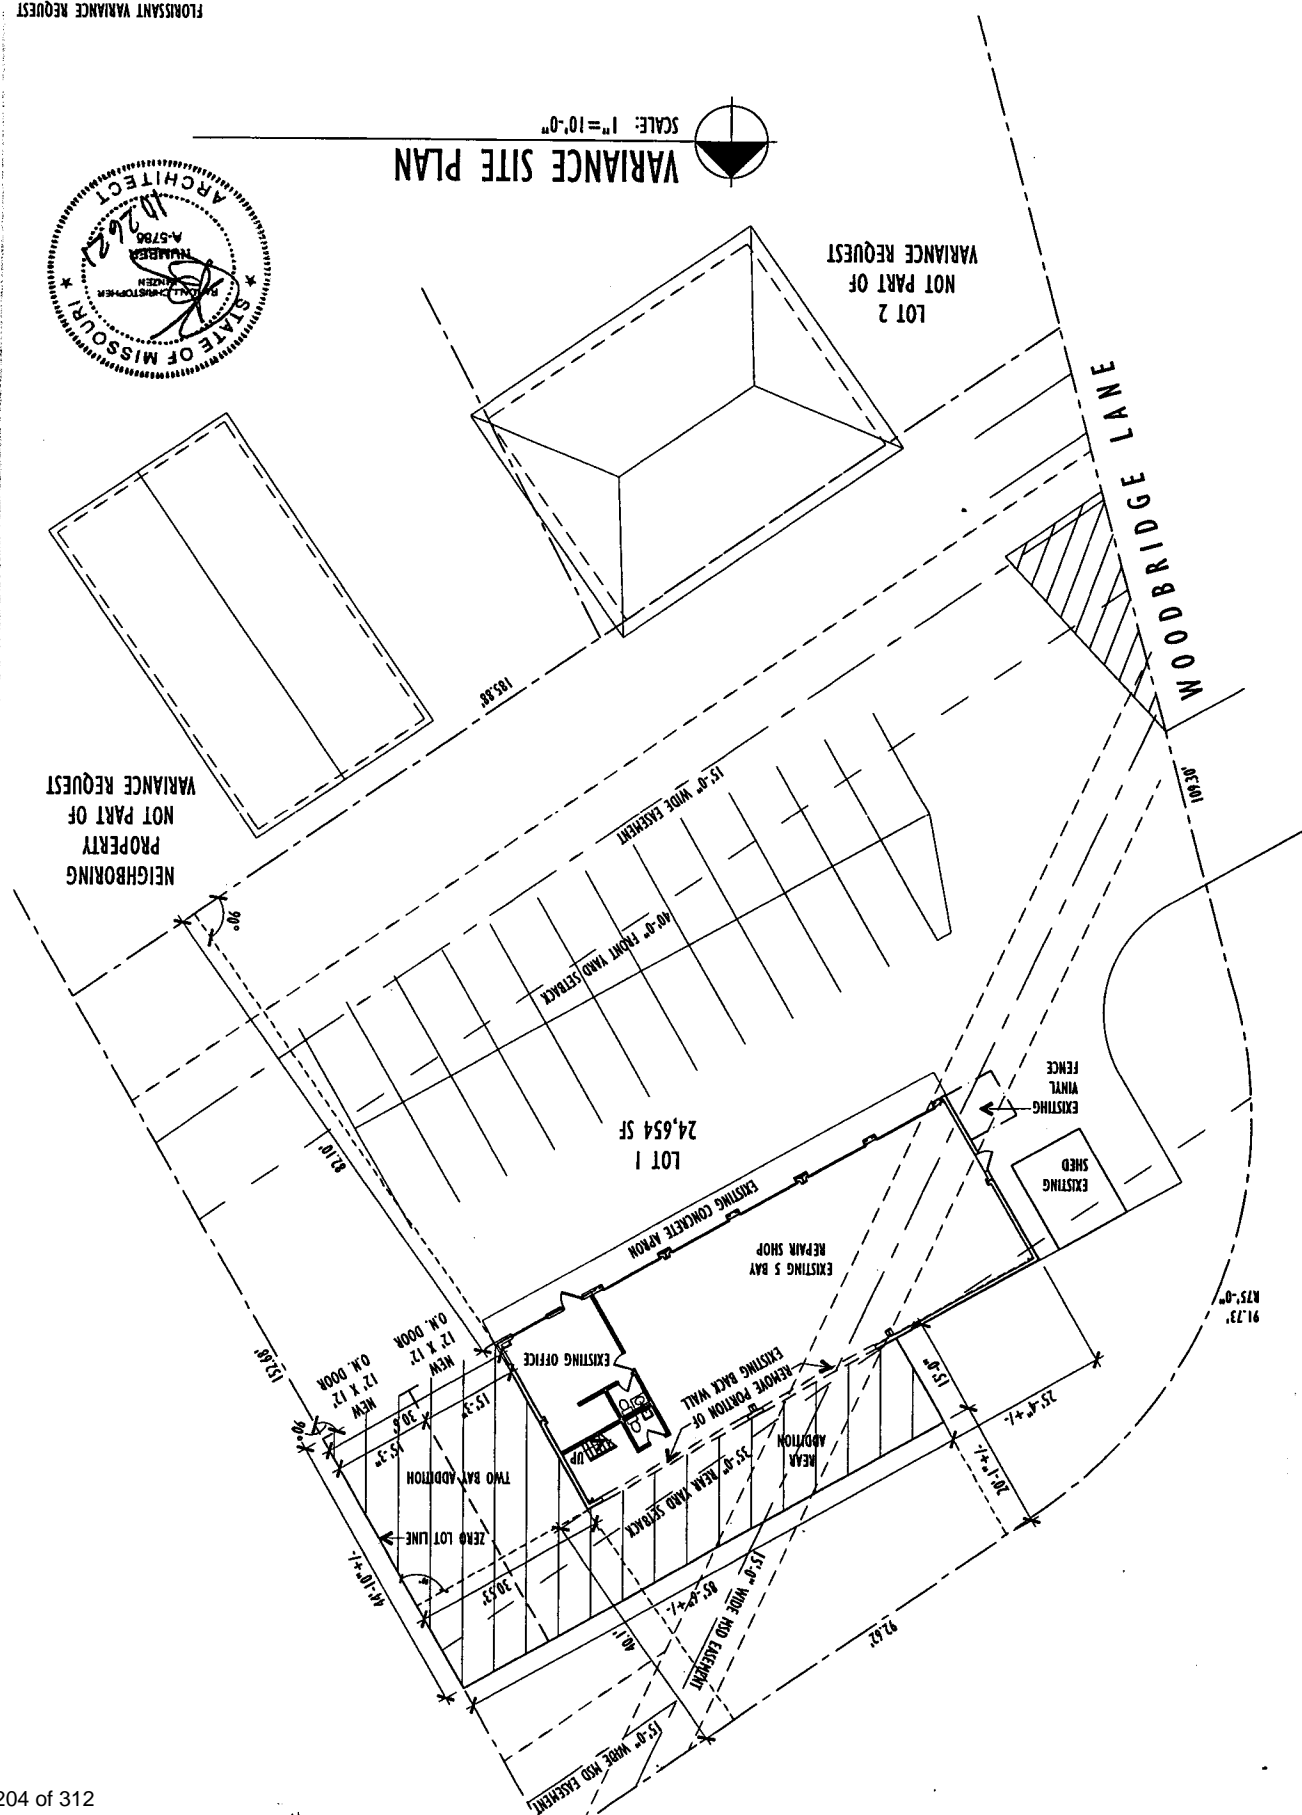 FLORISSANT VARIANCE REQUEST
VARIANCE SITE PLAN
SCALE: 1"=10'-0"
STATE OF MISSOURI
CHRISTOPHER
NUMBER
A-5786
ARCHITECT
LOT 2
NOT PART OF
VARIANCE REQUEST
WOODBRIDGE LANE
NEIGHBORING
PROPERTY
NOT PART OF
VARIANCE REQUEST
185.88'
109.30'
90°
15'-0" WIDE EASEMENT
40'-0" FRONT YARD SETBACK
82.10'
152.68'
LOT 1
24,654 SF
EXISTING
VINYL
FENCE
EXISTING
SHED
EXISTING CONCRETE APRON
EXISTING 5 BAY
REPAIR SHOP
EXISTING OFFICE
UP
REMOVE PORTION OF
EXISTING BACK WALL
91.73'
R75'-0"
NEW
12' X 12'
O.H. DOOR
NEW
12' X 12'
O.H. DOOR
90°
30.6'
15'-3"
15'-3"
TWO BAY ADDITION
ZERO LOT LINE
REAR
ADDITION
35'-0" REAR YARD SETBACK
15'-0"
25'-4"+/-
20'-1"+/-
44'-10"+/-
30.53'
85'-6"+/-
40.1'
92.62'
15'-0" WIDE MSD EASEMENT
15'-0" WIDE MSD EASEMENT
204 of 312